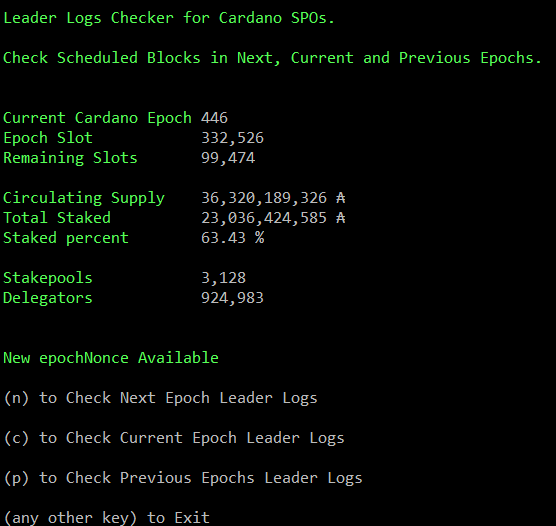 Leader Logs Checker for Cardano SPOs.
Check Scheduled Blocks in Next, Current and Previous Epochs.
Current Cardano Epoch 446
Epoch Slot 332,526
Remaining Slots 99,474
Circulating Supply 36,320,189,326 ₳
Total Staked 23,036,424,585 ₳
Staked percent 63.43 %
Stakepools 3,128
Delegators 924,983
New epochNonce Available
(n) to Check Next Epoch Leader Logs
(c) to Check Current Epoch Leader Logs
(p) to Check Previous Epochs Leader Logs
(any other key) to Exit